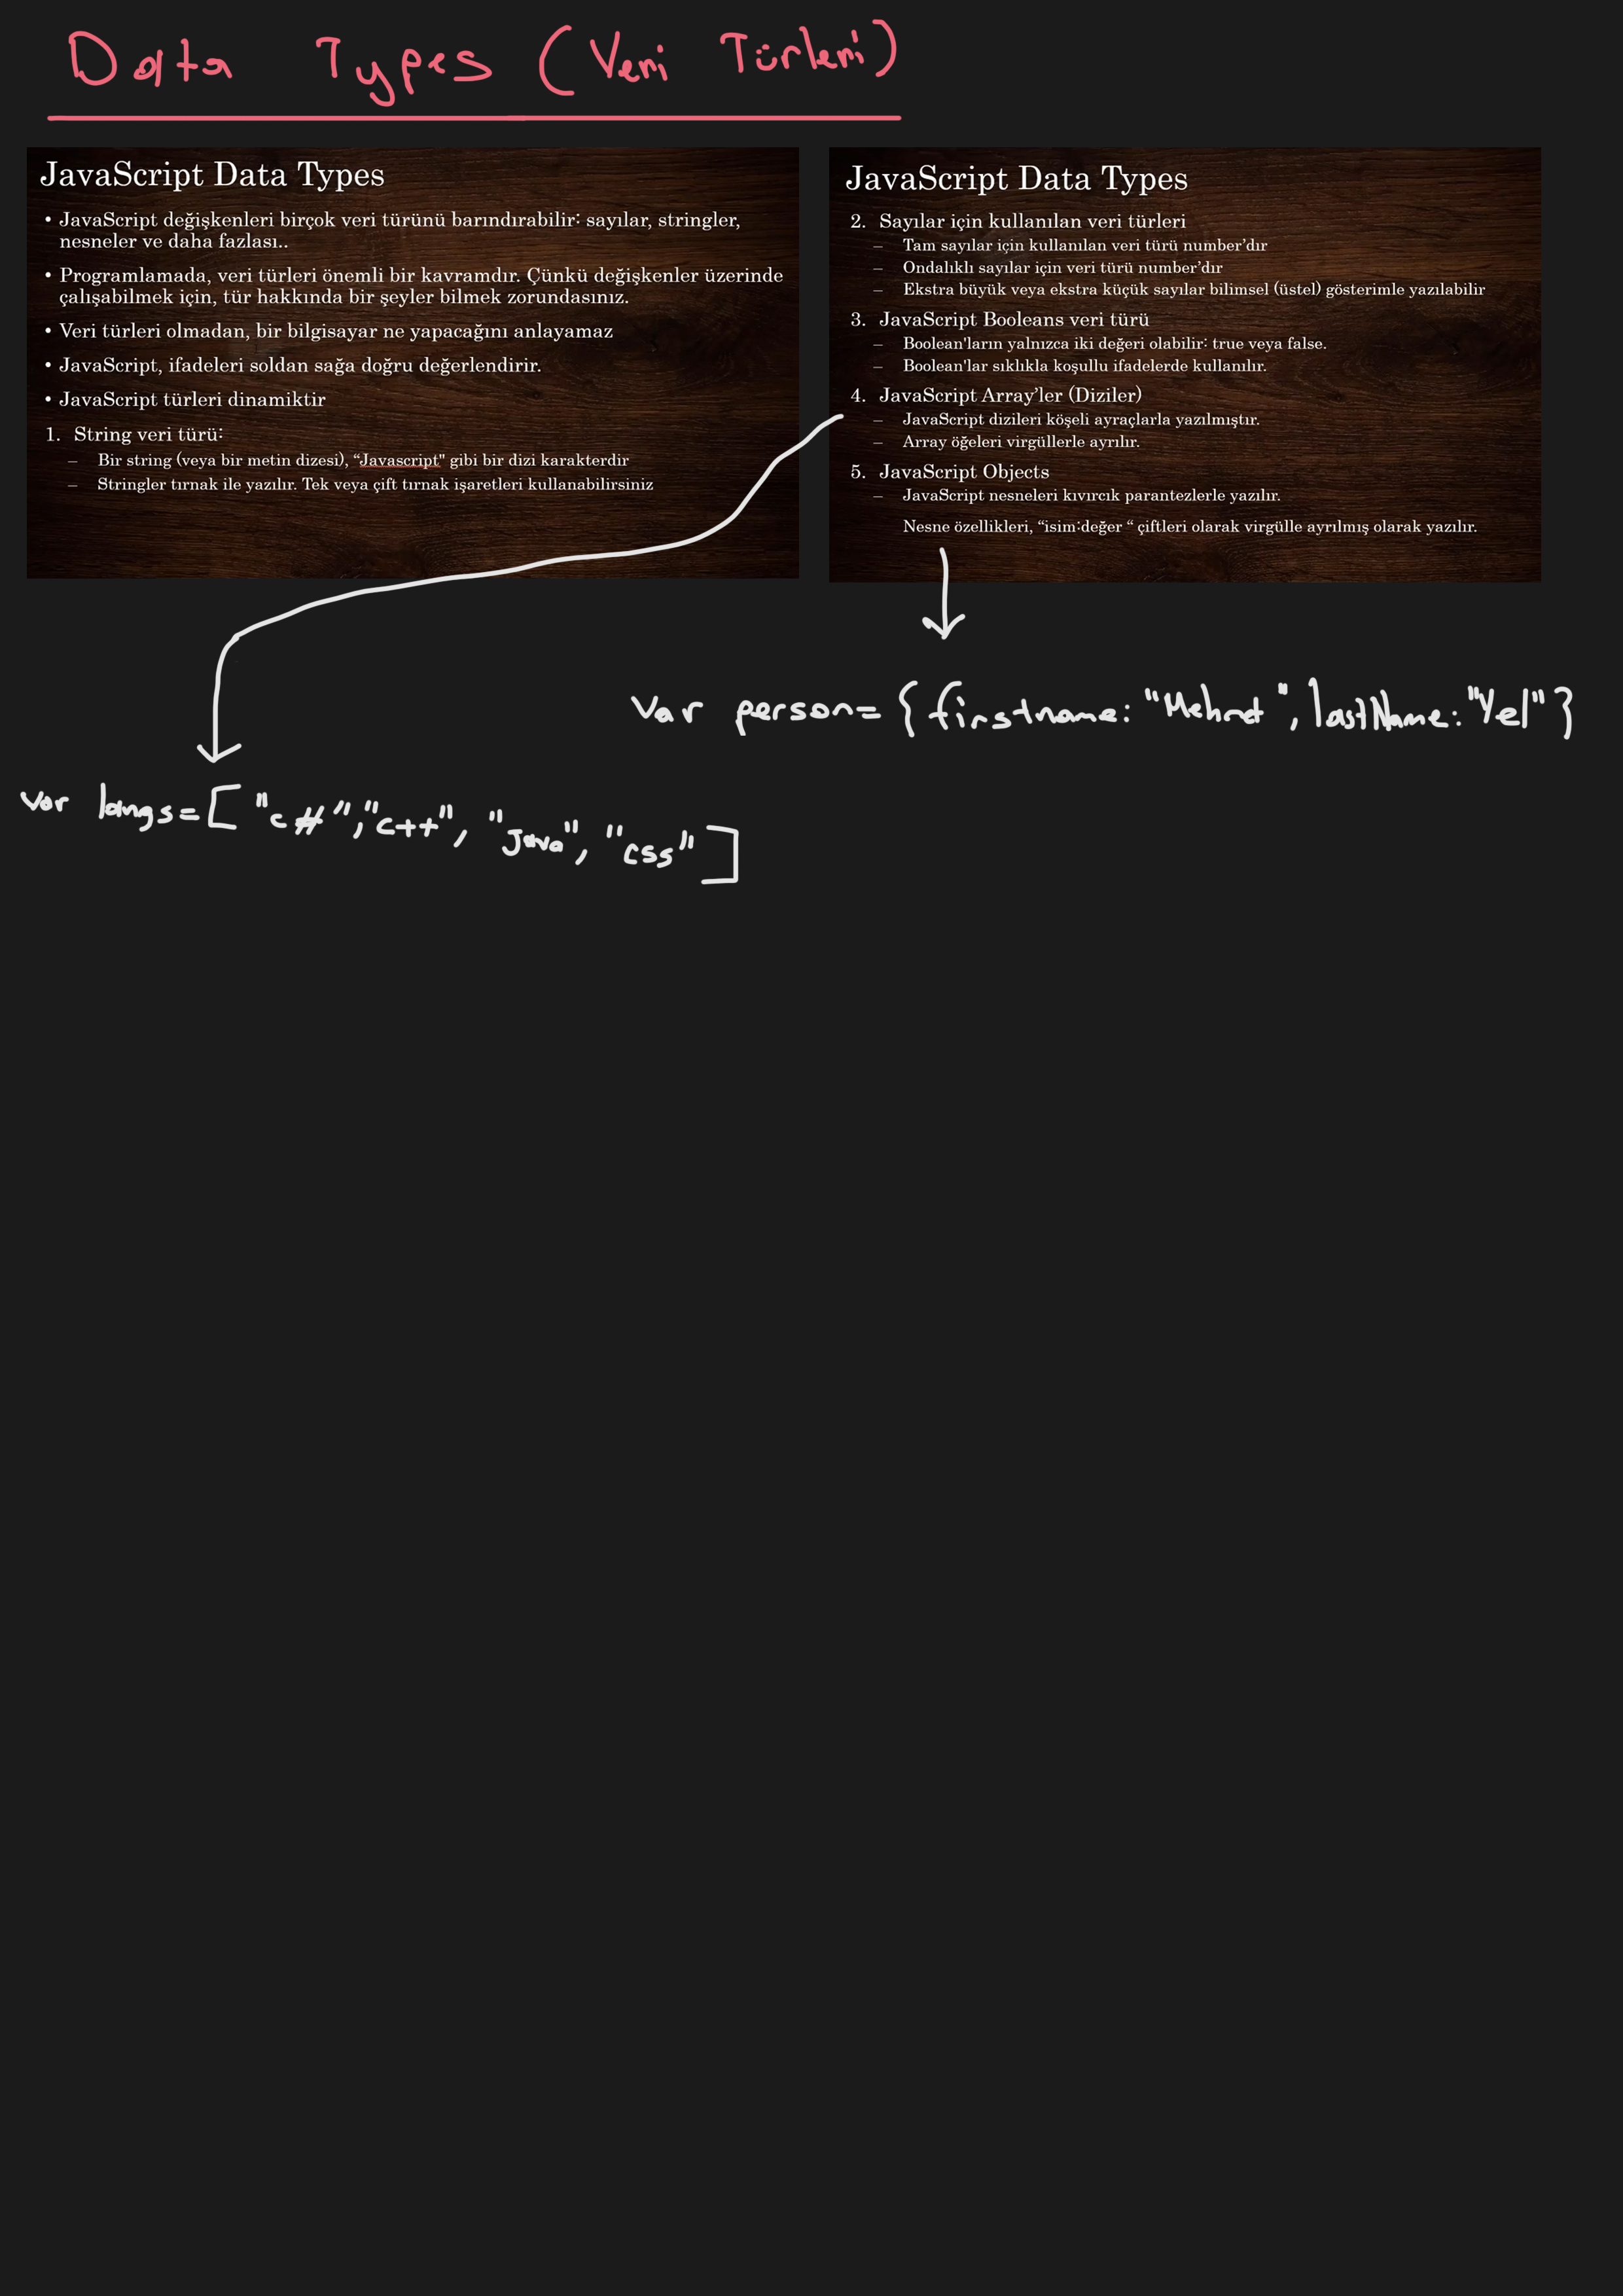 Data Types (Veri Türleri)
JavaScript Data Types
• JavaScript değişkenleri birçok veri türünü barındırabilir: sayılar, stringler,
nesneler ve daha fazlası..
• Programlamada, veri türleri önemli bir kavramdır. Çünkü değişkenler üzerinde
çalışabilmek için, tür hakkında bir şeyler bilmek zorundasınız.
• Veri türleri olmadan, bir bilgisayar ne yapacağını anlayamaz
• JavaScript, ifadeleri soldan sağa doğru değerlendirir.
• JavaScript türleri dinamiktir
1. String veri türü:
– Bir string (veya bir metin dizesi), “Javascript" gibi bir dizi karakterdir
– Stringler tırnak ile yazılır. Tek veya çift tırnak işaretleri kullanabilirsiniz
JavaScript Data Types
2. Sayılar için kullanılan veri türleri
– Tam sayılar için kullanılan veri türü number’dır
– Ondalıklı sayılar için veri türü number’dır
– Ekstra büyük veya ekstra küçük sayılar bilimsel (üstel) gösterimle yazılabilir
3. JavaScript Booleans veri türü
– Boolean'ların yalnızca iki değeri olabilir: true veya false.
– Boolean'lar sıklıkla koşullu ifadelerde kullanılır.
4. JavaScript Array’ler (Diziler)
– JavaScript dizileri köşeli ayraçlarla yazılmıştır.
– Array öğeleri virgüllerle ayrılır.
5. JavaScript Objects
– JavaScript nesneleri kıvırcık parantezlerle yazılır.
Nesne özellikleri, “isim:değer “ çiftleri olarak virgülle ayrılmış olarak yazılır.
var person={firstname:"Mehmet",lastName:"Yel"}
var langs=["c#","c++", "Java", "css"]